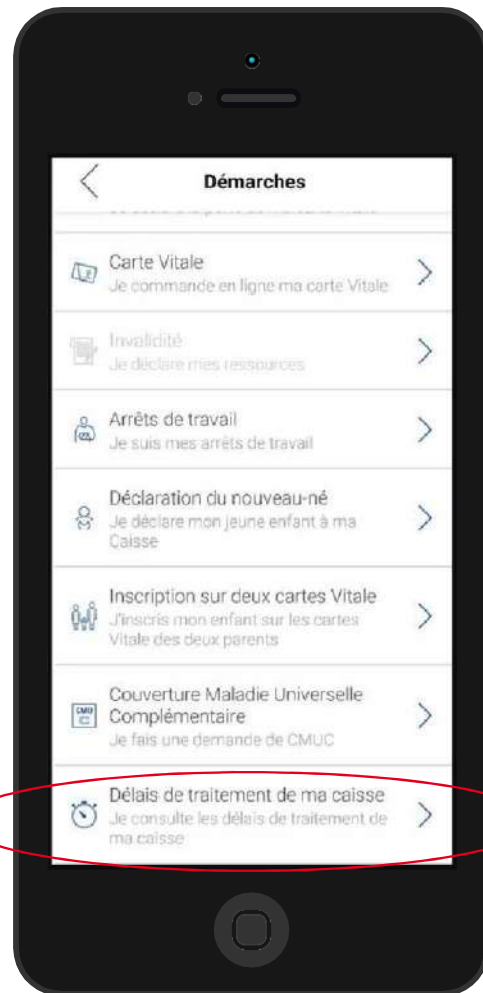 Démarches
Carte Vitale
Je commande en ligne ma carte Vitale
Invalidité
Je déclare mes ressources
Arrêts de travail
Je suis mes arrêts de travail
Déclaration du nouveau-né
Je déclare mon jeune enfant à ma
Caisse
Inscription sur deux cartes Vitale
J'inscris mon enfant sur les cartes
Vitale des deux parents
Couverture Maladie Universelle
CMU
C
Complémentaire
Je fais une demande de CMUC
Délais de traitement de ma caisse
Je consulte les délais de traitement de
ma caisse